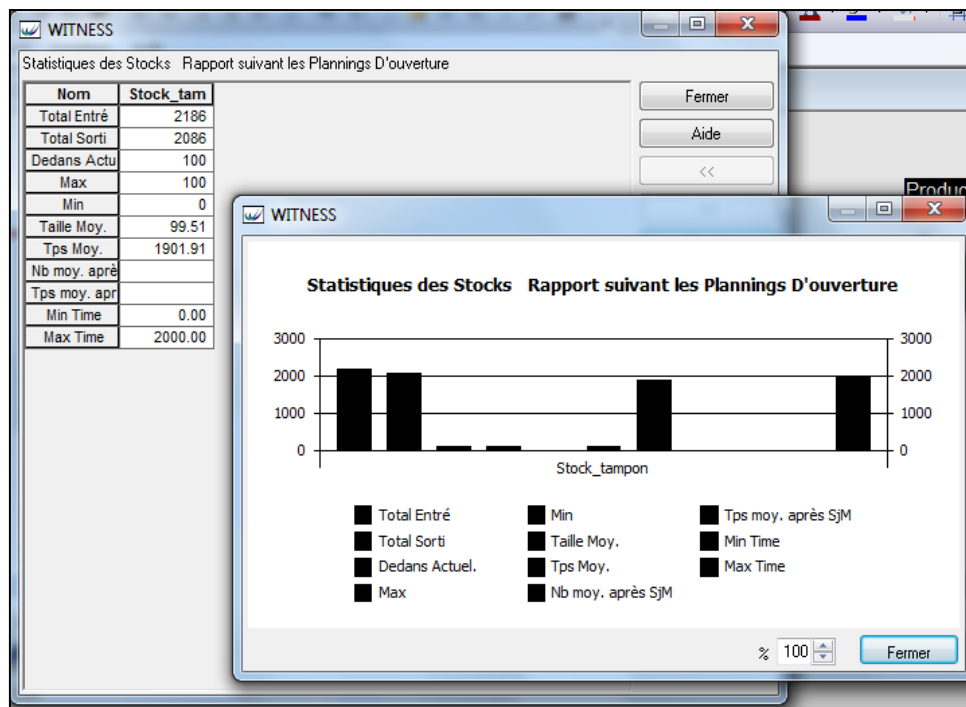 WITNESS
Statistiques des Stocks Rapport suivant les Plannings D'ouverture
Nom Stock_tam
Total Entré 2186
Total Sorti 2086
Dedans Actu 100
Max 100
Min 0
Taille Moy. 99.51
Tps Moy. 1901.91
Nb moy. aprè
Tps moy. apr
Min Time 0.00
Max Time 2000.00
Fermer
Aide
<<
Produc
WITNESS
Statistiques des Stocks Rapport suivant les Plannings D'ouverture
3000 3000
2000 2000
1000 1000
0 0
Stock_tampon
Total Entré Min Tps moy. après SjM
Total Sorti Taille Moy. Min Time
Dedans Actuel. Tps Moy. Max Time
Max Nb moy. après SjM
% 100 Fermer